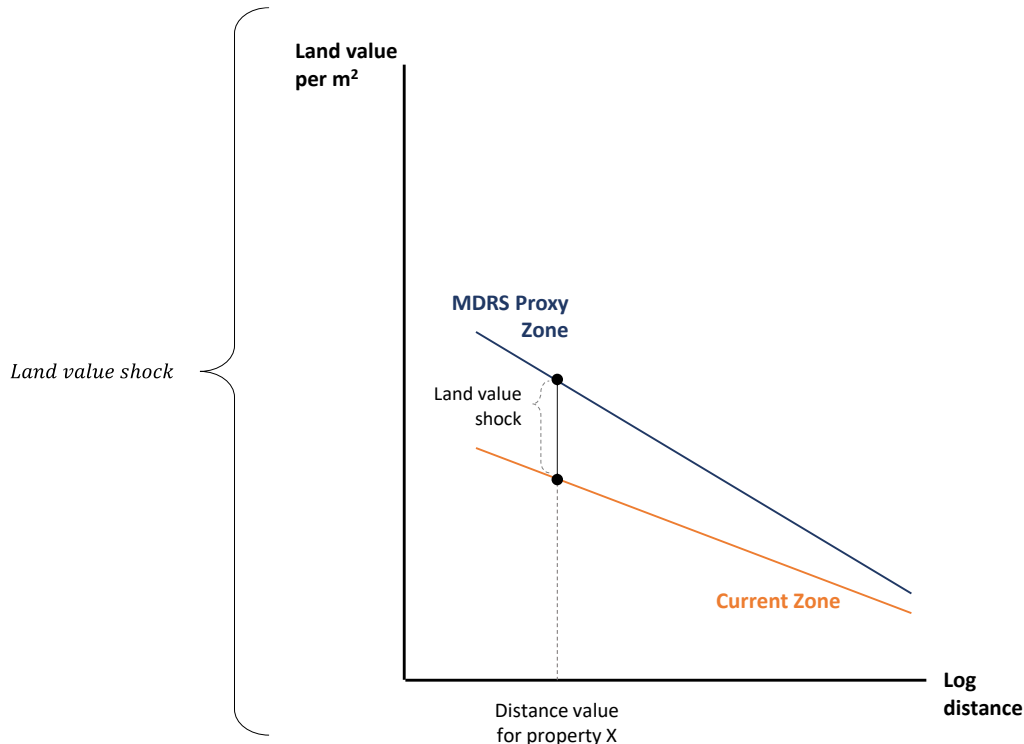 Land value
per m²
MDRS Proxy
Zone
Land value shock
Land value
shock
Current Zone
Log
distance
Distance value
for property X